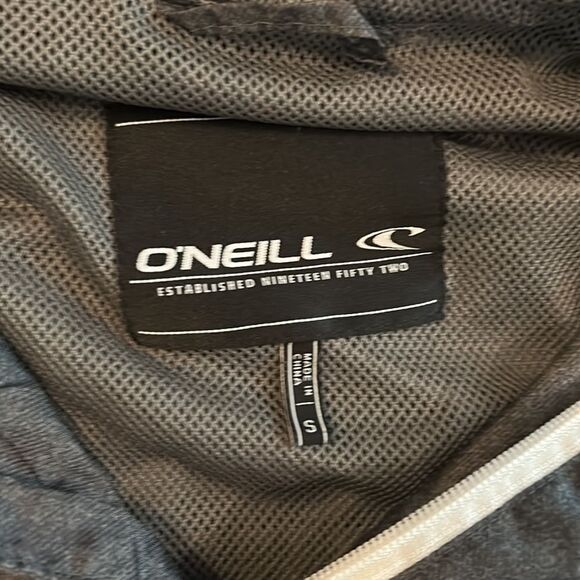 O'NEILL
ESTABLISHED NINETEEN FIFTY TWO
MADE IN
CHINA
S